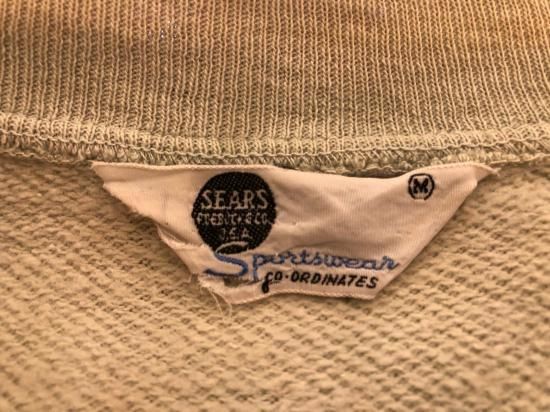 SEARS
U.S.A.
M
Sportswear
CO-ORDINATES